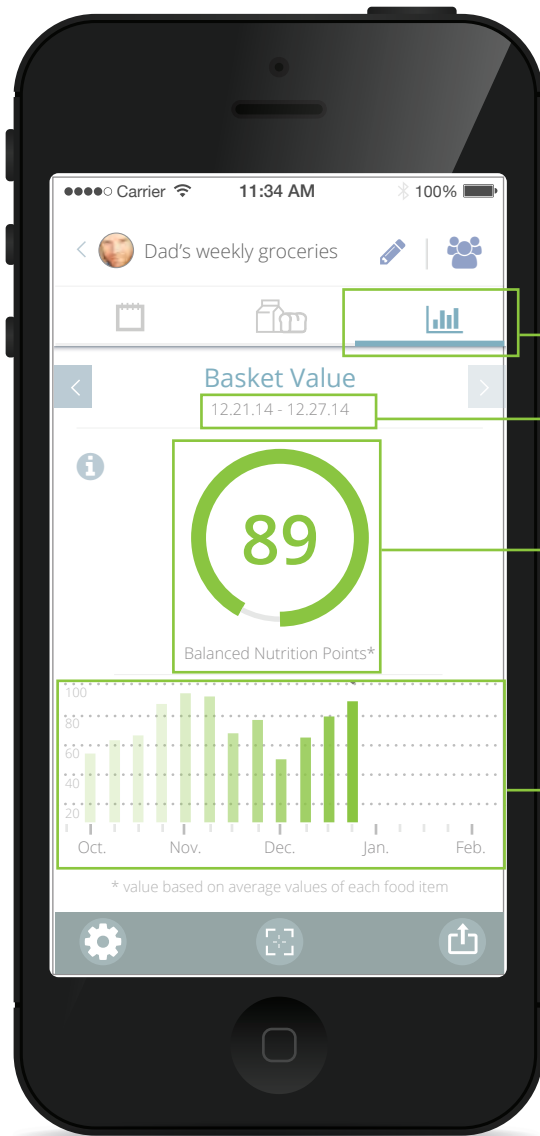 Carrier 11:34 AM 100%
Dad's weekly groceries
Basket Value
12.21.14 - 12.27.14
89
Balanced Nutrition Points*
100
80
60
40
20
Oct. Nov. Dec. Jan. Feb.
* value based on average values of each food item